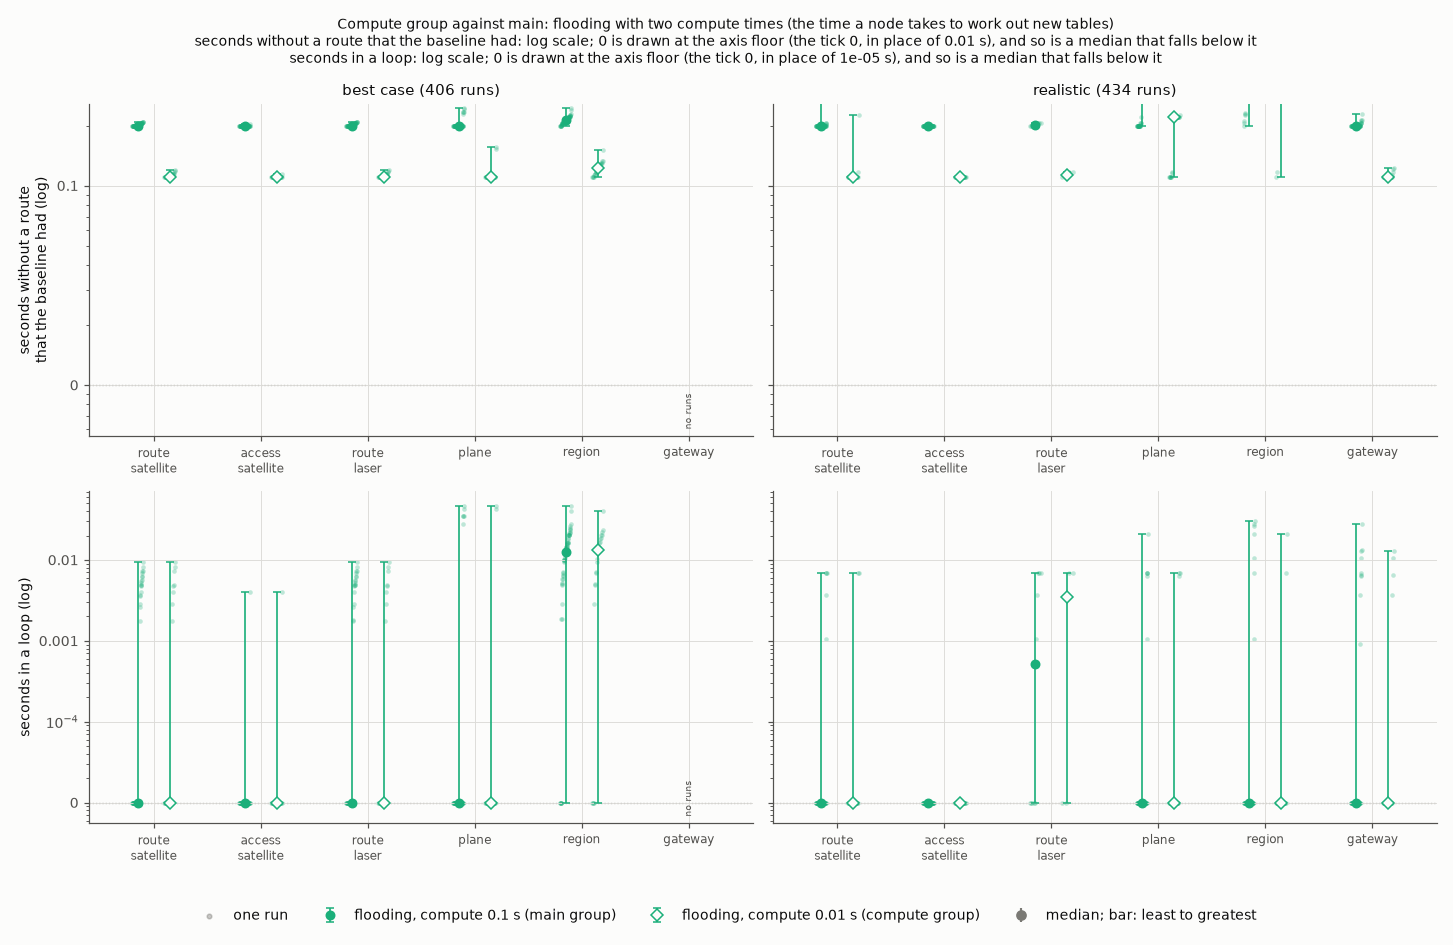 Compute group against main: flooding with two compute times (the time a node takes to work out new tables)
seconds without a route that the baseline had: log scale; 0 is drawn at the axis floor (the tick 0, in place of 0.01 s), and so is a median that falls below it
seconds in a loop: log scale; 0 is drawn at the axis floor (the tick 0, in place of 1e-05 s), and so is a median that falls below it
best case (406 runs)
realistic (434 runs)
seconds without a route
that the baseline had (log)
0.1
0
no runs
route
satellite
access
satellite
route
laser
plane
region
gateway
route
satellite
access
satellite
route
laser
plane
region
gateway
seconds in a loop (log)
0.01
0.001
10⁻⁴
0
no runs
route
satellite
access
satellite
route
laser
plane
region
gateway
route
satellite
access
satellite
route
laser
plane
region
gateway
one run
flooding, compute 0.1 s (main group)
flooding, compute 0.01 s (compute group)
median; bar: least to greatest